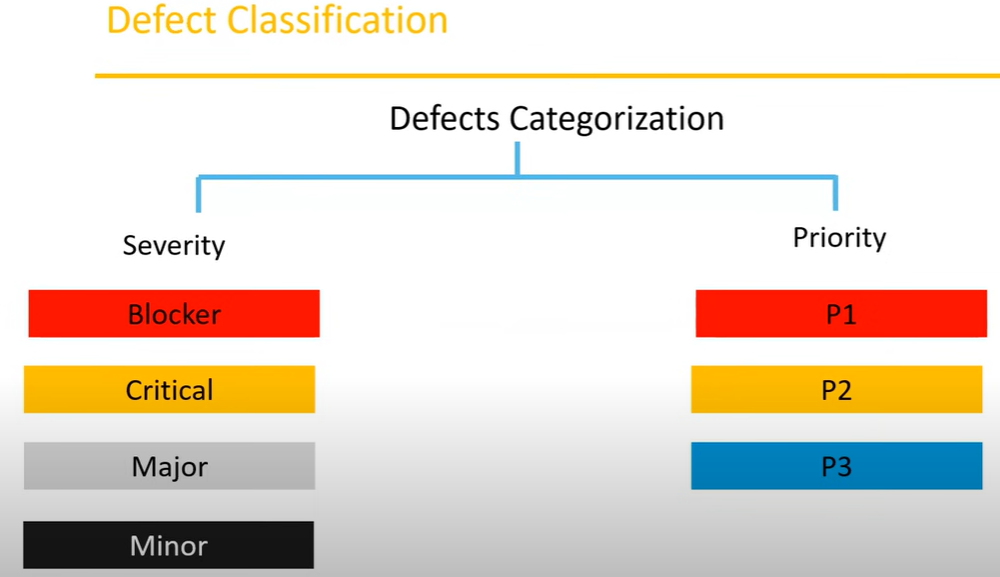 Defect Classification
Defects Categorization
Severity
Blocker
Critical
Major
Minor
Priority
P1
P2
P3